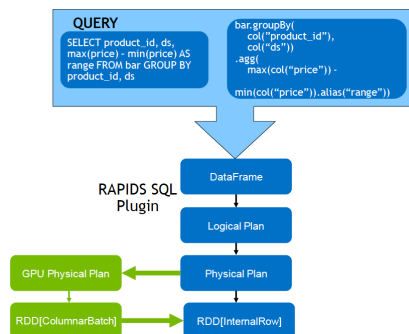 QUERY
SELECT product_id, ds,
max(price) - min(price) AS
range FROM bar GROUP BY
product_id, ds
bar.groupBy(
col(“product_id”),
col(“ds”))
.agg(
max(col(“price”)) -
min(col(“price”)).alias(“range”))
RAPIDS SQL
Plugin
DataFrame
Logical Plan
GPU Physical Plan
Physical Plan
RDD[ColumnarBatch]
RDD[InternalRow]